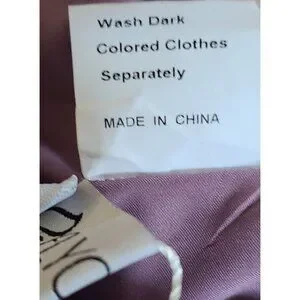 Wash Dark
Colored Clothes
Separately
MADE IN CHINA